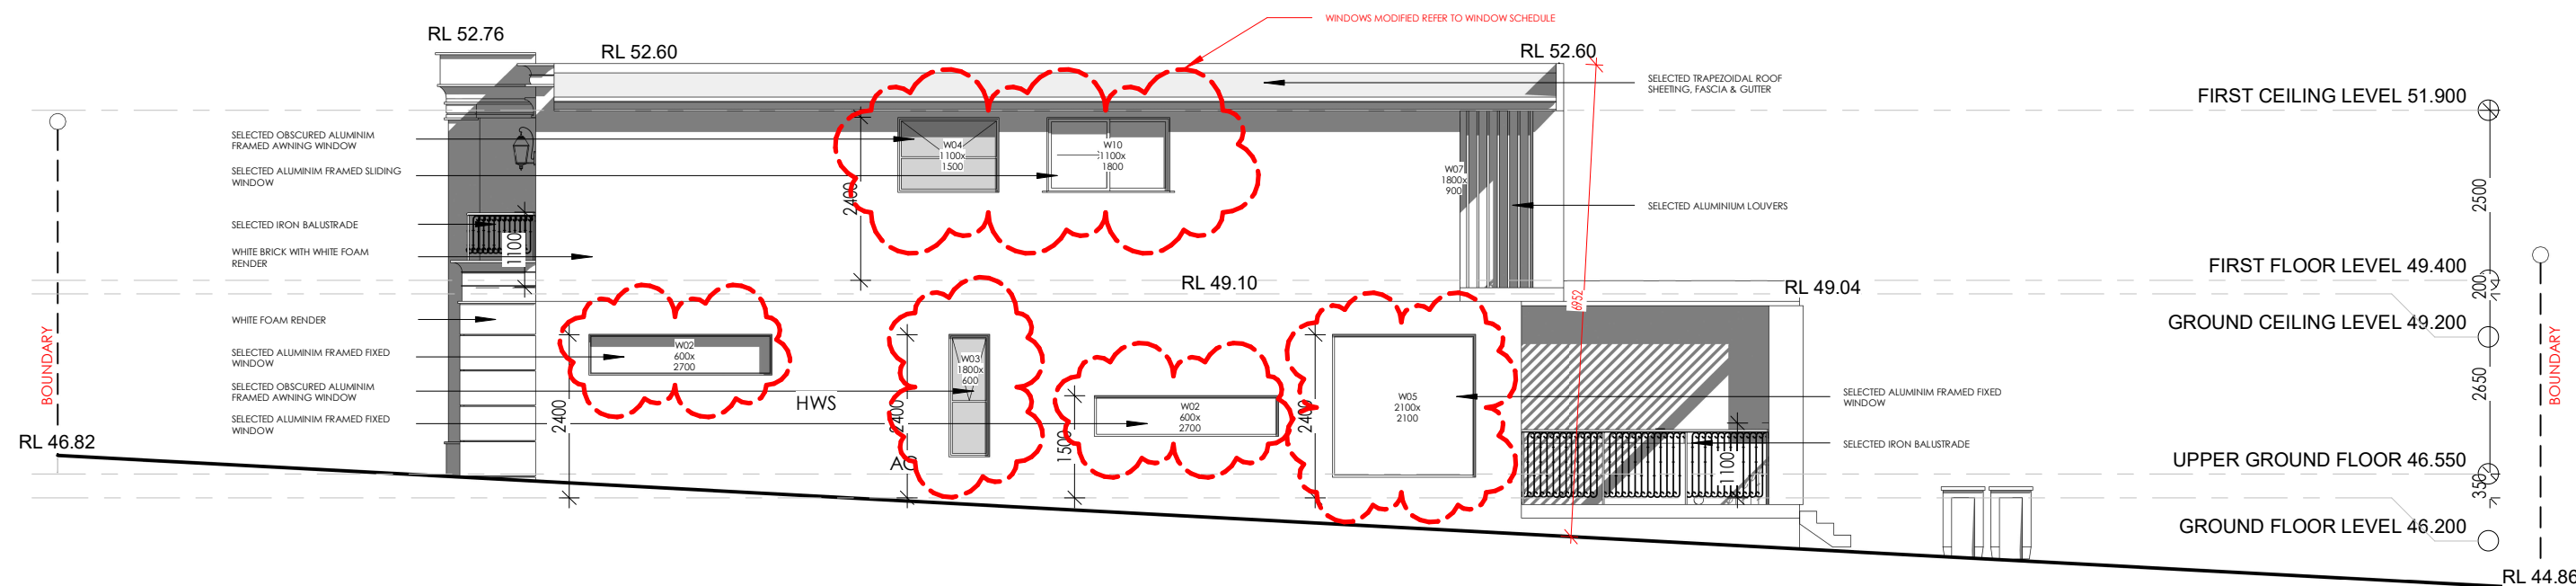 WINDOWS MODIFIED REFER TO WINDOW SCHEDULE
RL 52.76
RL 52.60
RL 52.60
SELECTED TRAPEZOIDAL ROOF
SHEETING, FASCIA & GUTTER
FIRST CEILING LEVEL 51.900
SELECTED OBSCURED ALUMINIM
FRAMED AWNING WINDOW
SELECTED ALUMINIM FRAMED SLIDING
WINDOW
W04
1100x
1500
W10
1100x
1800
W07
1800x
900
2400
2500
SELECTED ALUMINIUM LOUVERS
SELECTED IRON BALUSTRADE
1100
WHITE BRICK WITH WHITE FOAM
RENDER
FIRST FLOOR LEVEL 49.400
RL 49.10
RL 49.04
200
6952
WHITE FOAM RENDER
GROUND CEILING LEVEL 49.200
BOUNDARY
BOUNDARY
SELECTED ALUMINIM FRAMED FIXED
WINDOW
SELECTED OBSCURED ALUMINIM
FRAMED AWNING WINDOW
SELECTED ALUMINIM FRAMED FIXED
WINDOW
W02
600x
2700
W03
1800x
600
W02
600x
2700
W05
2100x
2100
HWS
2400
2400
1500
2400
2650
SELECTED ALUMINIM FRAMED FIXED
WINDOW
SELECTED IRON BALUSTRADE
1100
RL 46.82
AC
UPPER GROUND FLOOR 46.550
350
GROUND FLOOR LEVEL 46.200
RL 44.86